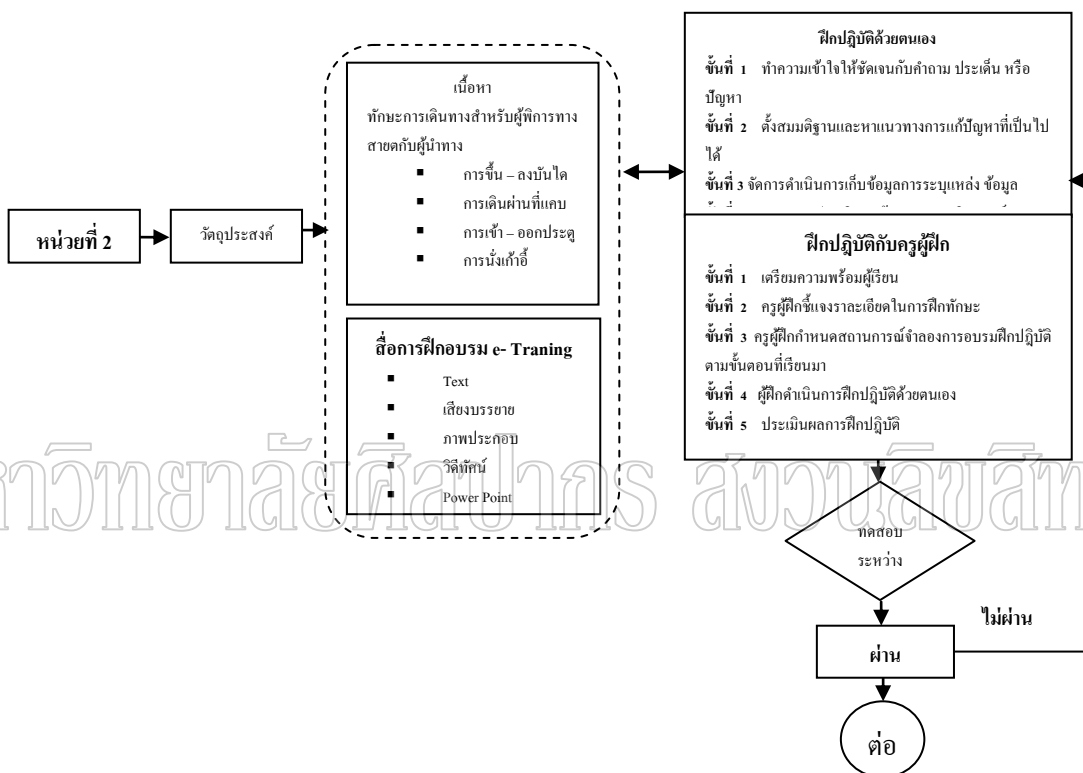 หน่วยที่ 2
วัตถุประสงค์
เนื้อหา
ทักษะการเดินทางสำหรับผู้พิการทาง
สายตกับผู้นำทาง
▪ การขึ้น – ลงบันได
▪ การเดินผ่านที่แคบ
▪ การเข้า – ออกประตู
▪ การนั่งเก้าอี้
สื่อการฝึกอบรม e- Traning
▪ Text
▪ เสียงบรรยาย
▪ ภาพประกอบ
▪ วิดีทัศน์
▪ Power Point
ฝึกปฎิบัติด้วยตนเอง
ขั้นที่ 1 ทำความเข้าใจให้ชัดเจนกับคำถาม ประเด็น หรือ
ปัญหา
ขั้นที่ 2 ตั้งสมมติฐานและหาแนวทางการแก้ปัญหาที่เป็นไป
ได้
ขั้นที่ 3 จัดการดำเนินการเก็บข้อมูลการระบุแหล่ง ข้อมูล
ฝึกปฎิบัติกับครูผู้ฝึก
ขั้นที่ 1 เตรียมความพร้อมผู้เรียน
ขั้นที่ 2 ครูผู้ฝึกชี้แจงราละเอียดในการฝึกทักษะ
ขั้นที่ 3 ครูผู้ฝึกกำหนดสถานการณ์จำลองการอบรมฝึกปฎิบัติ
ตามขั้นตอนที่เรียนมา
ขั้นที่ 4 ผู้ฝึกดำเนินการฝึกปฎิบัติด้วยตนเอง
ขั้นที่ 5 ประเมินผลการฝึกปฎิบัติ
าวิทยาลัยศิลปากร สงวนลิขสิท
ทดสอบ
ระหว่าง
ไม่ผ่าน
ผ่าน
ต่อ